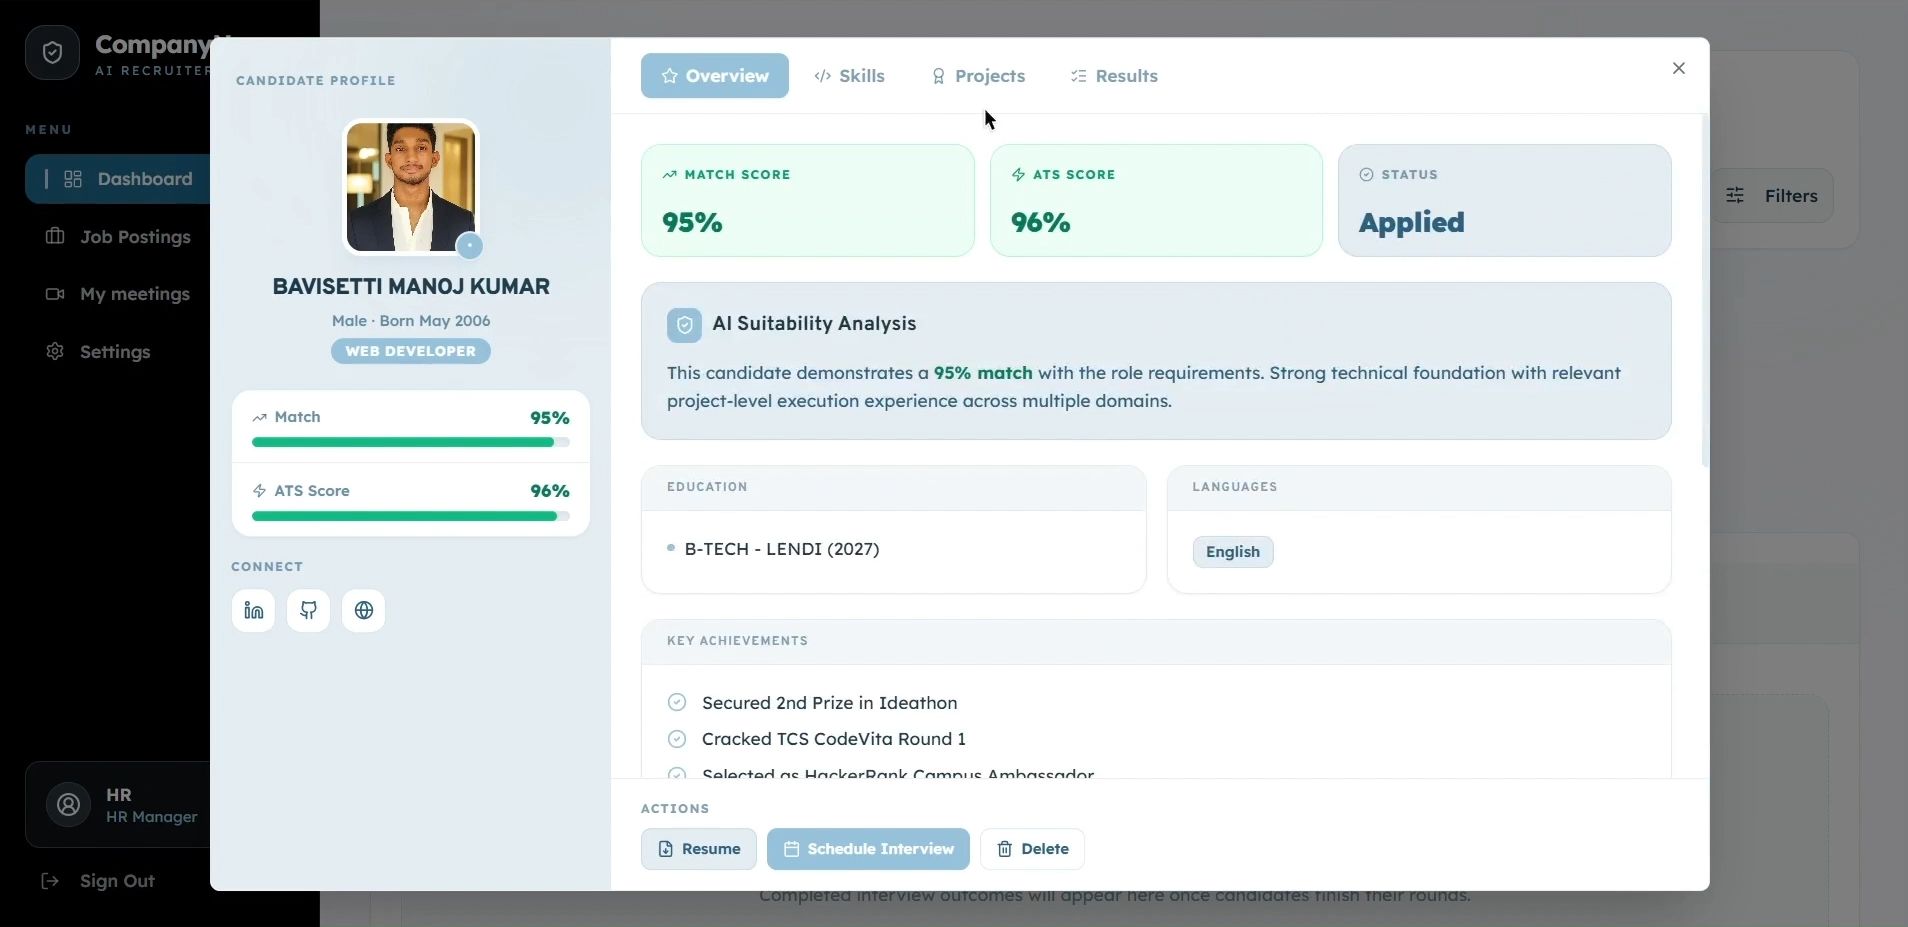 Company
AI RECRUITER
MENU
Dashboard
Job Postings
My meetings
Settings
HR
HR Manager
Sign Out
CANDIDATE PROFILE
BAVISETTI MANOJ KUMAR
Male · Born May 2006
WEB DEVELOPER
Match 95%
ATS Score 96%
CONNECT
in
Overview Skills Projects Results
MATCH SCORE
95%
ATS SCORE
96%
STATUS
Applied
AI Suitability Analysis
This candidate demonstrates a 95% match with the role requirements. Strong technical foundation with relevant
project-level execution experience across multiple domains.
EDUCATION
B-TECH - LENDI (2027)
LANGUAGES
English
KEY ACHIEVEMENTS
Secured 2nd Prize in Ideathon
Cracked TCS CodeVita Round 1
Selected as HackerRank Campus Ambassador
ACTIONS
Resume Schedule Interview Delete
Filters
Completed interview outcomes will appear here once candidates finish their rounds.